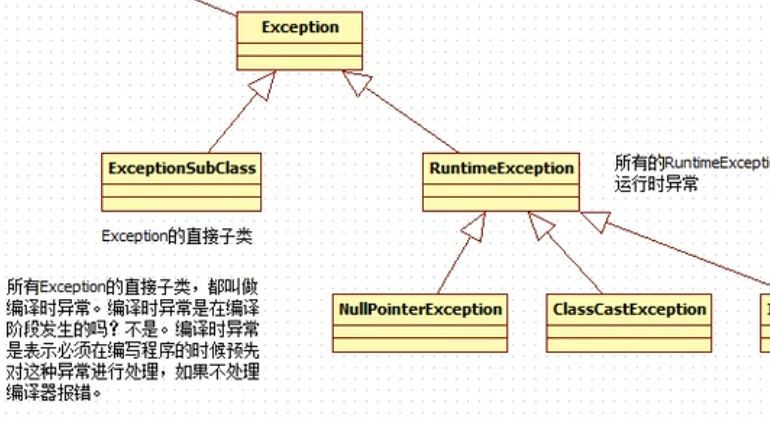 Exception
ExceptionSubClass
RuntimeException
所有的RuntimeExcepti
运行时异常
Exception的直接子类
所有Exception的直接子类，都叫做
编译时异常。编译时异常是在编译
阶段发生的吗？不是。编译时异常
是表示必须在编写程序的时候预先
对这种异常进行处理，如果不处理
编译器报错。
NullPointerException
ClassCastException